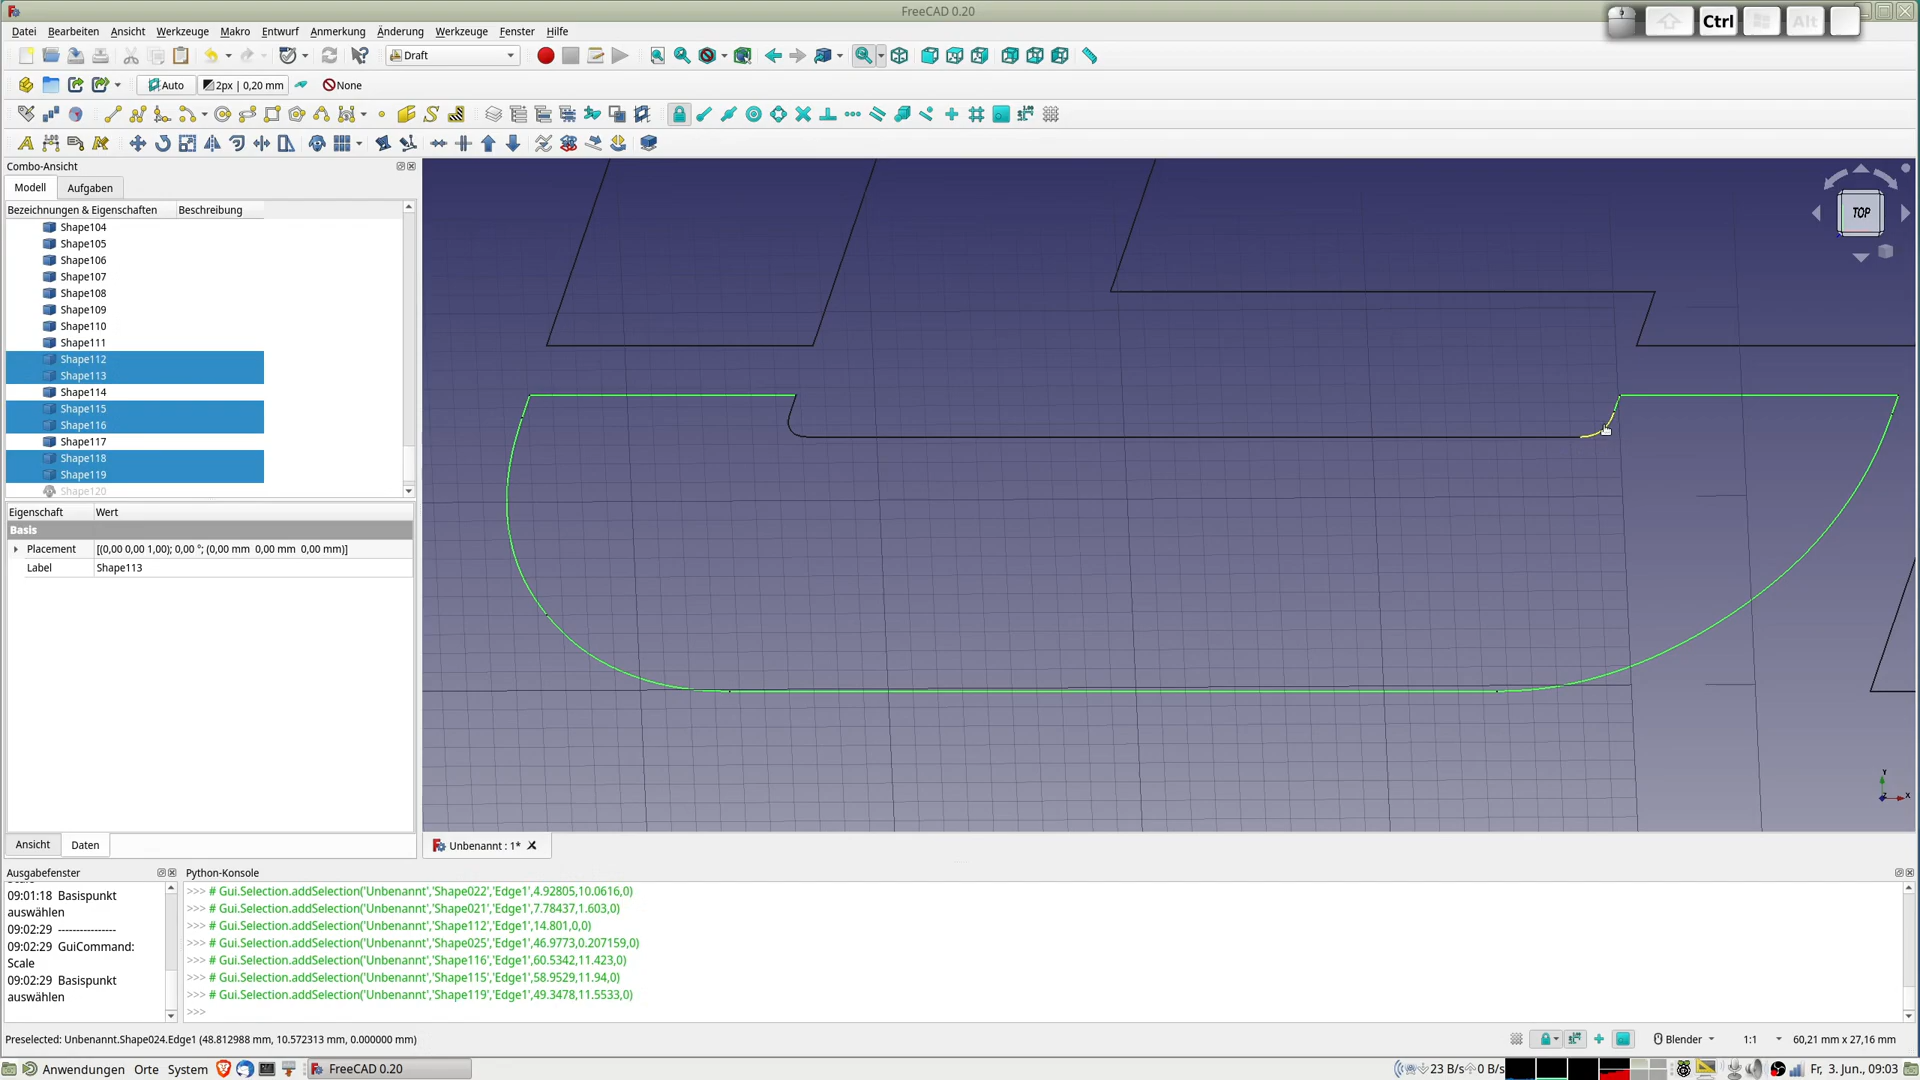 FreeCAD 0.20
Ctrl
Alt
Datei Bearbeiten Ansicht Werkzeuge Makro Entwurf Anmerkung Änderung Werkzeuge Fenster Hilfe
Draft
Auto 2px | 0,20 mm None
Combo-Ansicht
Modell Aufgaben
Bezeichnungen & Eigenschaften Beschreibung
Shape104
Shape105
Shape106
Shape107
Shape108
Shape109
Shape110
Shape111
Shape112
Shape113
Shape114
Shape115
Shape116
Shape117
Shape118
Shape119
Shape120
TOP
Eigenschaft Wert
Basis
Placement [(0,00 0,00 1,00); 0,00 °; (0,00 mm 0,00 mm 0,00 mm)]
Label Shape113
Y
Z X
Ansicht Daten
Unbenannt : 1*
Ausgabefenster
09:01:18 Basispunkt
auswählen
09:02:29 ----------------
09:02:29 GuiCommand:
Scale
09:02:29 Basispunkt
auswählen
Python-Konsole
>>> # Gui.Selection.addSelection('Unbenannt','Shape022','Edge1',4.92805,10.0616,0)
>>> # Gui.Selection.addSelection('Unbenannt','Shape021','Edge1',7.78437,1.603,0)
>>> # Gui.Selection.addSelection('Unbenannt','Shape112','Edge1',14.801,0,0)
>>> # Gui.Selection.addSelection('Unbenannt','Shape025','Edge1',46.9773,0.207159,0)
>>> # Gui.Selection.addSelection('Unbenannt','Shape116','Edge1',60.5342,11.423,0)
>>> # Gui.Selection.addSelection('Unbenannt','Shape115','Edge1',58.9529,11.94,0)
>>> # Gui.Selection.addSelection('Unbenannt','Shape119','Edge1',49.3478,11.5533,0)
>>>
Preselected: Unbenannt.Shape024.Edge1 (48.812988 mm, 10.572313 mm, 0.000000 mm)
Blender 1:1 60,21 mm x 27,16 mm
Anwendungen Orte System FreeCAD 0.20 23 B/s 0 B/s Fr, 3. Jun., 09:03